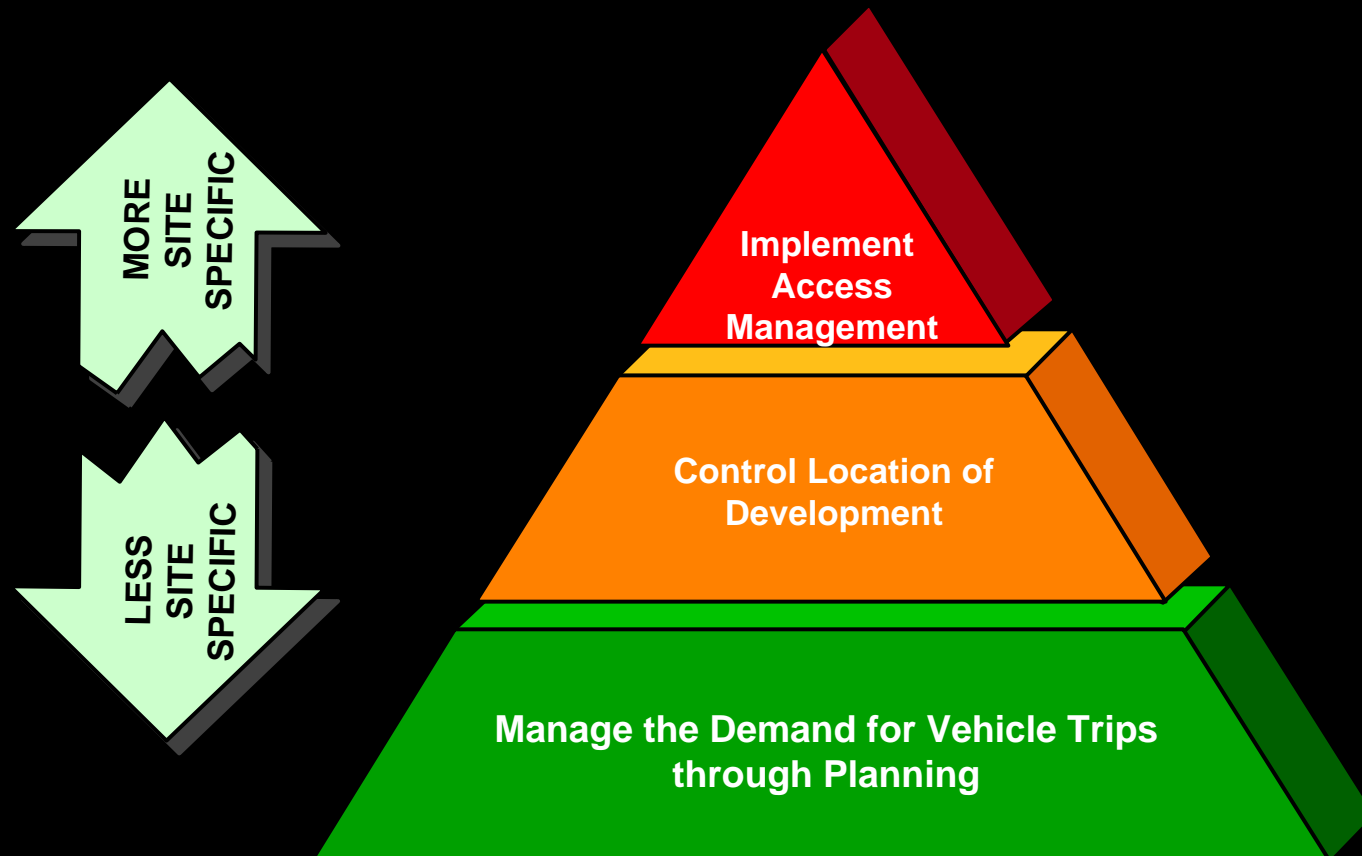 MORE
SITE
SPECIFIC
LESS
SITE
SPECIFIC
Implement
Access
Management
Control Location of
Development
Manage the Demand for Vehicle Trips
through Planning